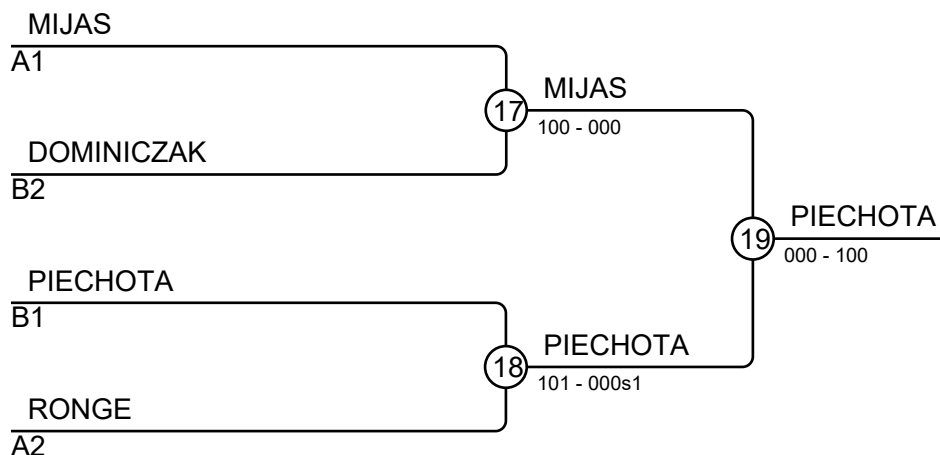 MIJAS
A1
17
MIJAS
100 - 000
DOMINICZAK
B2
19
PIECHOTA
000 - 100
PIECHOTA
B1
18
PIECHOTA
101 - 000s1
RONGE
A2